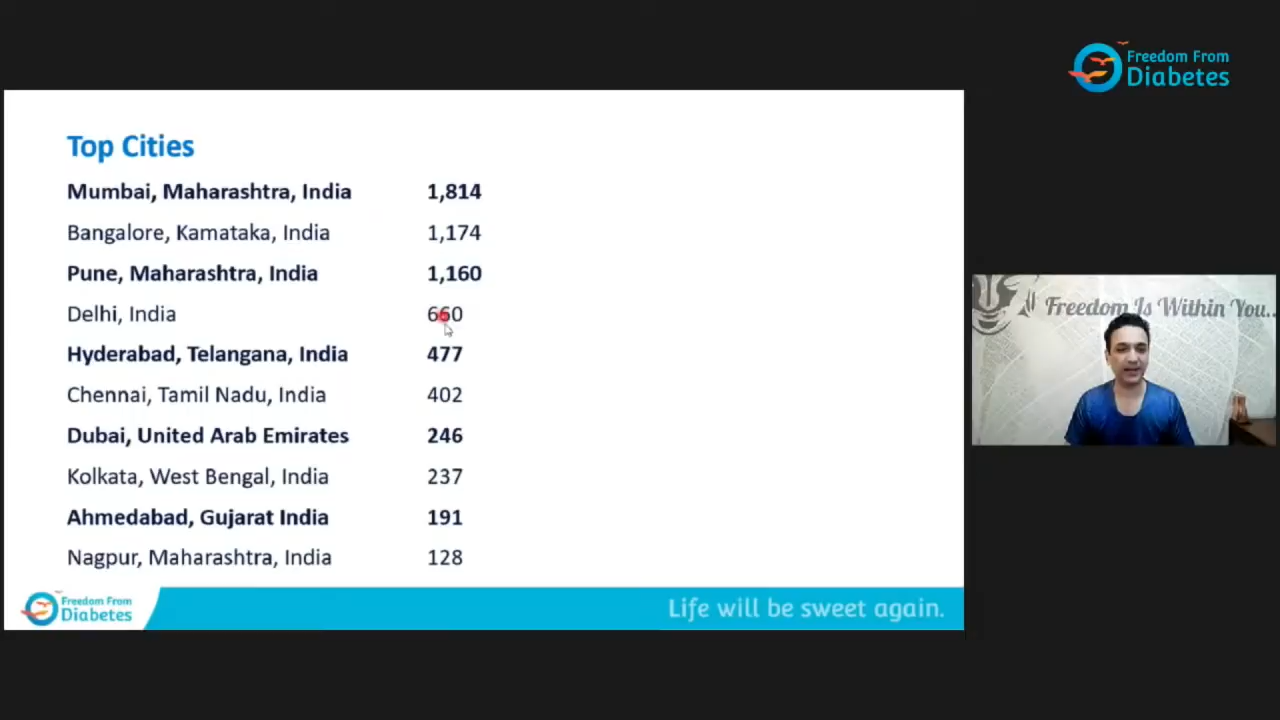 Freedom From
Diabetes
Top Cities
Mumbai, Maharashtra, India 1,814
Bangalore, Kamataka, India 1,174
Pune, Maharashtra, India 1,160
Delhi, India 660
Hyderabad, Telangana, India 477
Chennai, Tamil Nadu, India 402
Dubai, United Arab Emirates 246
Kolkata, West Bengal, India 237
Ahmedabad, Gujarat India 191
Nagpur, Maharashtra, India 128
Freedom From
Diabetes
Life will be sweet again.
Freedom Is Within You..